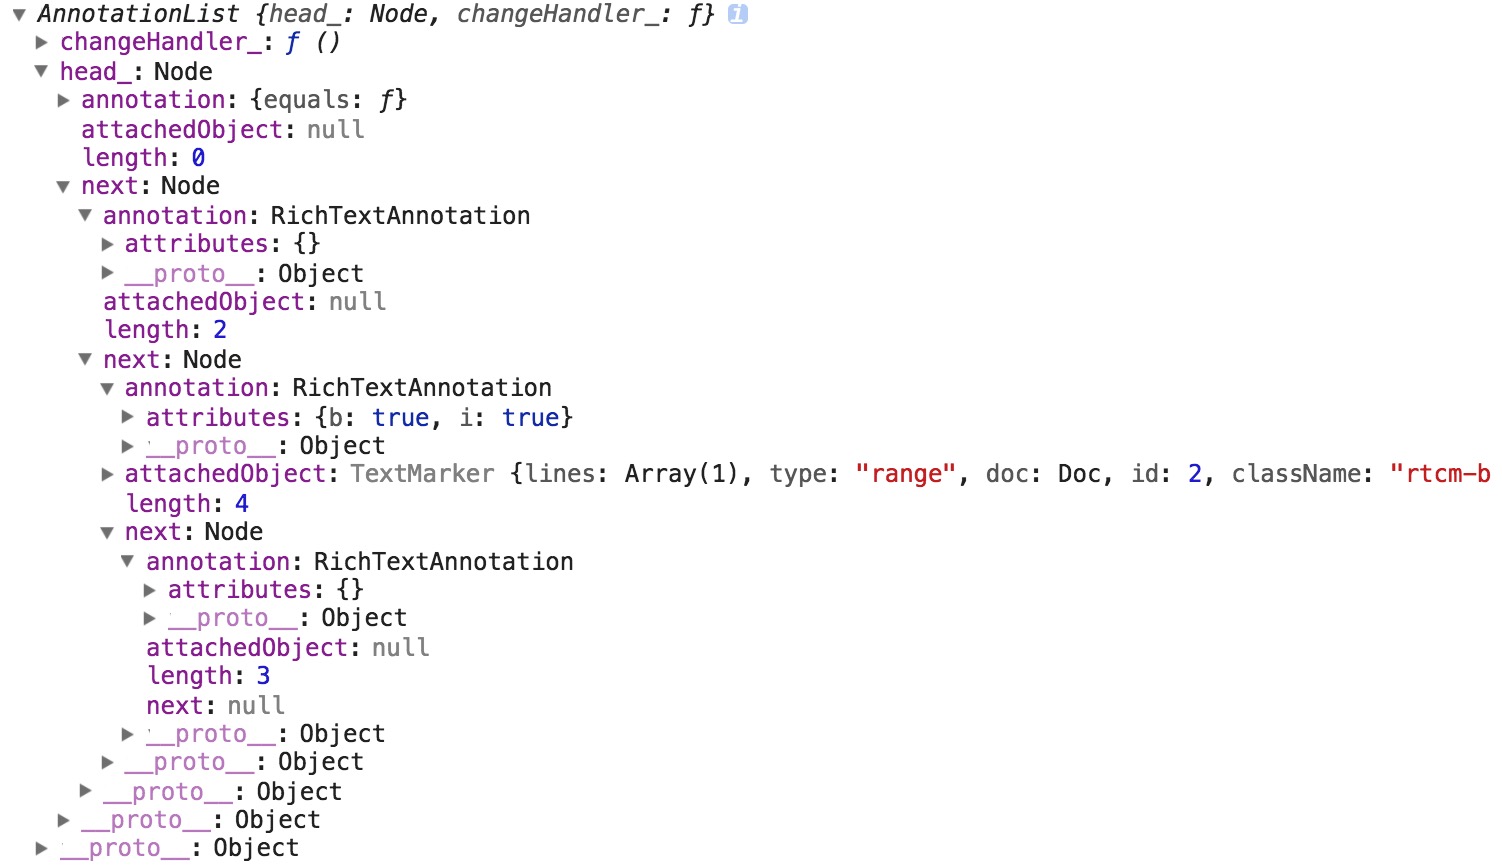 ▼ AnnotationList {head_: Node, changeHandler_: ƒ} i
▶ changeHandler_: ƒ ()
▼ head_: Node
▶ annotation: {equals: ƒ}
attachedObject: null
length: 0
▼ next: Node
▼ annotation: RichTextAnnotation
▶ attributes: {}
▶ __proto__: Object
attachedObject: null
length: 2
▼ next: Node
▼ annotation: RichTextAnnotation
▶ attributes: {b: true, i: true}
▶ __proto__: Object
▶ attachedObject: TextMarker {lines: Array(1), type: "range", doc: Doc, id: 2, className: "rtcm-b
length: 4
▼ next: Node
▼ annotation: RichTextAnnotation
▶ attributes: {}
▶ __proto__: Object
attachedObject: null
length: 3
next: null
▶ __proto__: Object
▶ __proto__: Object
▶ __proto__: Object
▶ __proto__: Object
▶ __proto__: Object